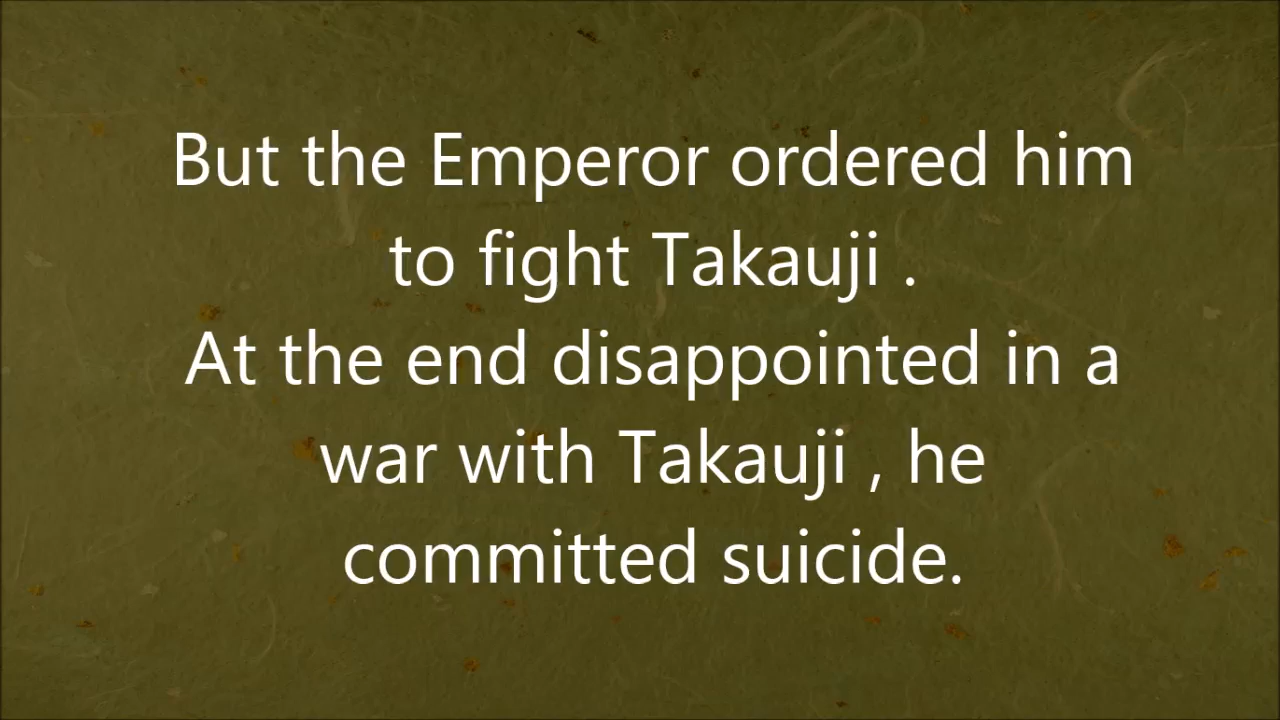 But the Emperor ordered him
to fight Takauji .
At the end disappointed in a
war with Takauji , he
committed suicide.